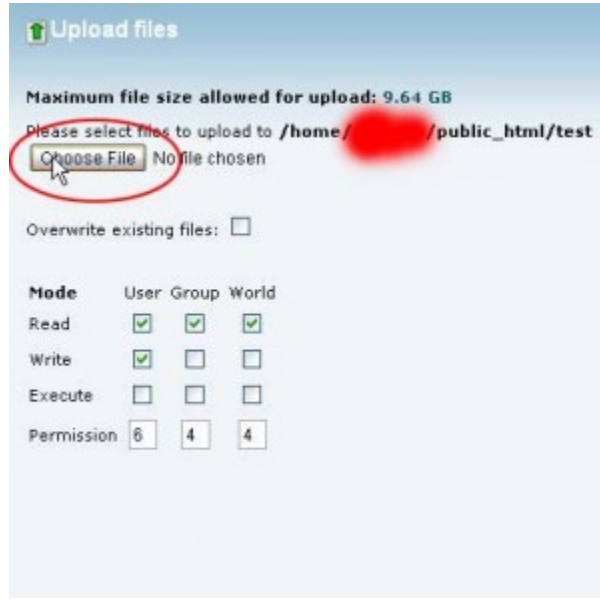 Upload files
Maximum file size allowed for upload: 9.64 GB
Please select files to upload to /home/ /public_html/test
Choose File No file chosen
Overwrite existing files:
Mode User Group World
Read
Write
Execute
Permission 6 4 4